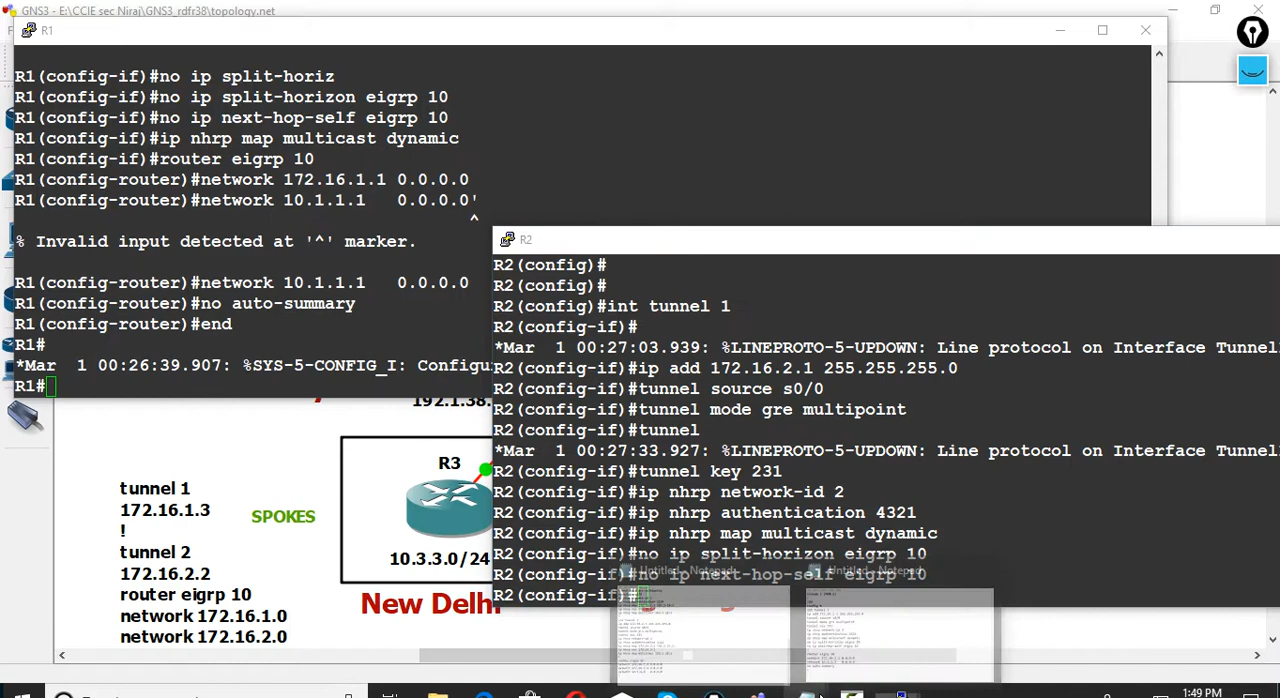 GNS3 - E:\CCIE sec Niraj\GNS3_rdfr38\topology.net
R1
R1(config-if)#no ip split-horiz
R1(config-if)#no ip split-horizon eigrp 10
R1(config-if)#no ip next-hop-self eigrp 10
R1(config-if)#ip nhrp map multicast dynamic
R1(config-if)#router eigrp 10
R1(config-router)#network 172.16.1.1 0.0.0.0
R1(config-router)#network 10.1.1.1   0.0.0.0'
^
% Invalid input detected at '^' marker.
R1(config-router)#network 10.1.1.1   0.0.0.0
R1(config-router)#no auto-summary
R1(config-router)#end
R1#
*Mar  1 00:26:39.907: %SYS-5-CONFIG_I: Configu
R1#
R2
R2(config)#
R2(config)#
R2(config)#int tunnel 1
R2(config-if)#
*Mar  1 00:27:03.939: %LINEPROTO-5-UPDOWN: Line protocol on Interface Tunnel
R2(config-if)#ip add 172.16.2.1 255.255.255.0
R2(config-if)#tunnel source s0/0
R2(config-if)#tunnel mode gre multipoint
R2(config-if)#tunnel
*Mar  1 00:27:33.927: %LINEPROTO-5-UPDOWN: Line protocol on Interface Tunnel
R2(config-if)#tunnel key 231
R2(config-if)#ip nhrp network-id 2
R2(config-if)#ip nhrp authentication 4321
R2(config-if)#ip nhrp map multicast dynamic
R2(config-if)#no ip split-horizon eigrp 10
R2(config-if)#no ip next-hop-self eigrp 10
R2(config-if)#
Untitled - Notepad
Untitled - Notepad
192.1.38.
R3
10.3.3.0/24
New Delhi
SPOKES
tunnel 1
172.16.1.3
!
tunnel 2
172.16.2.2
router eigrp 10
network 172.16.1.0
network 172.16.2.0
1:49 PM